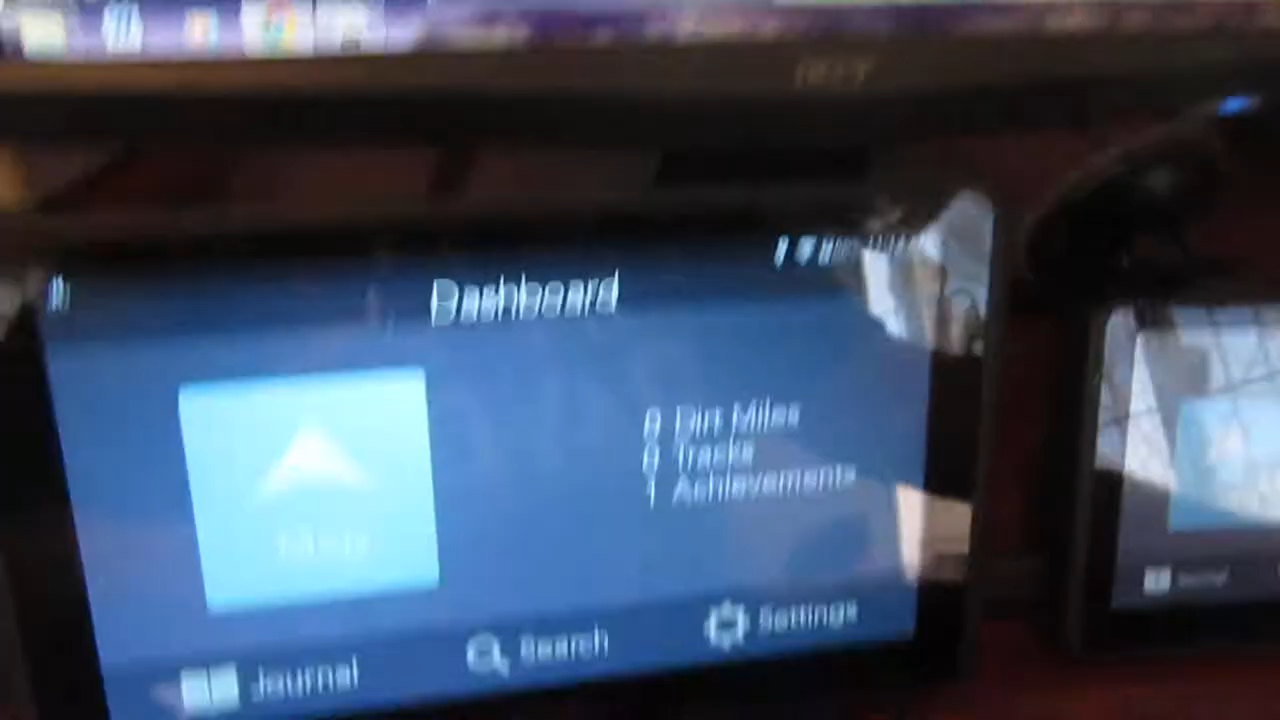 Dashboard
0 Dirt Miles
0 Tracks
1 Achievements
Journal
Search
Settings